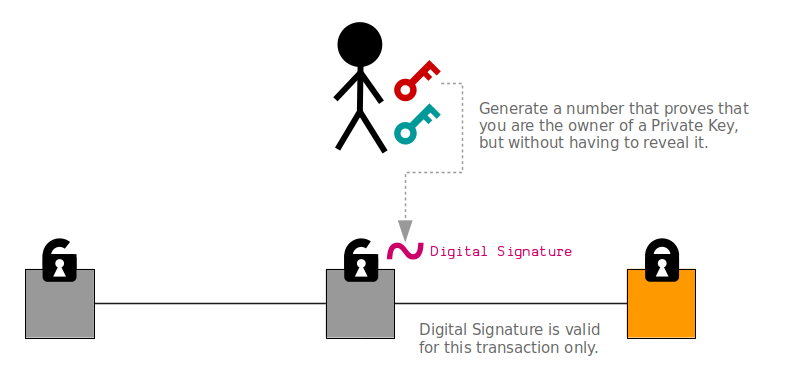 Generate a number that proves that
you are the owner of a Private Key,
but without having to reveal it.
Digital Signature
Digital Signature is valid
for this transaction only.